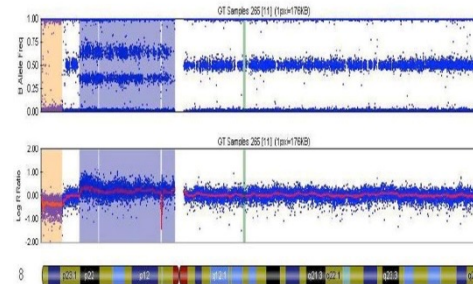 GT Samples 265 [11] (1px=176KB)
B Allele Freq
1.00
0.75
0.50
0.25
0.00
GT Samples 265 [11] (1px=176KB)
Log R Ratio
2.00
1.00
0.00
-1.00
-2.00
8
p23.1 p22 p12 q12.1 q21.3 q23.3